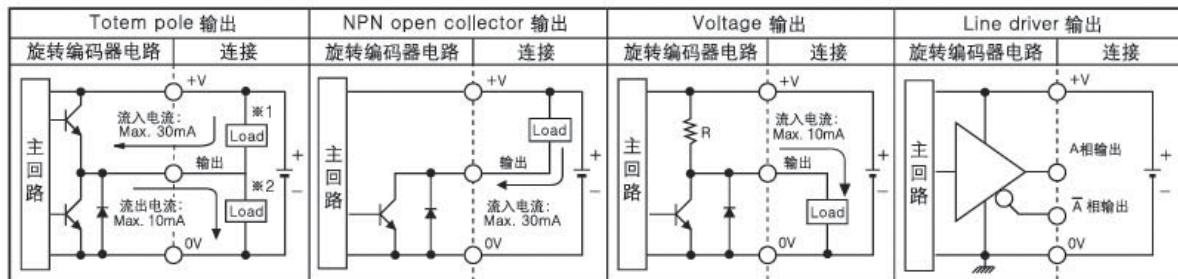 Totem pole 输出
旋转编码器电路 连接
主回路
+V
流入电流:
Max. 30mA
※1
Load
输出
+
−
流出电流:
Max. 10mA
※2
Load
0V
NPN open collector 输出
旋转编码器电路 连接
主回路
+V
Load
输出
+
−
流入电流:
Max. 30mA
0V
Voltage 输出
旋转编码器电路 连接
主回路
+V
R
流入电流:
Max. 10mA
输出
+
−
Load
0V
Line driver 输出
旋转编码器电路 连接
主回路
+V
A相输出
+
−
A̅ 相输出
0V